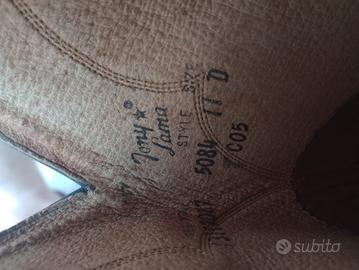 Tony ★ Lama®
STYLE SIZE
5084 11 D
C05
subito